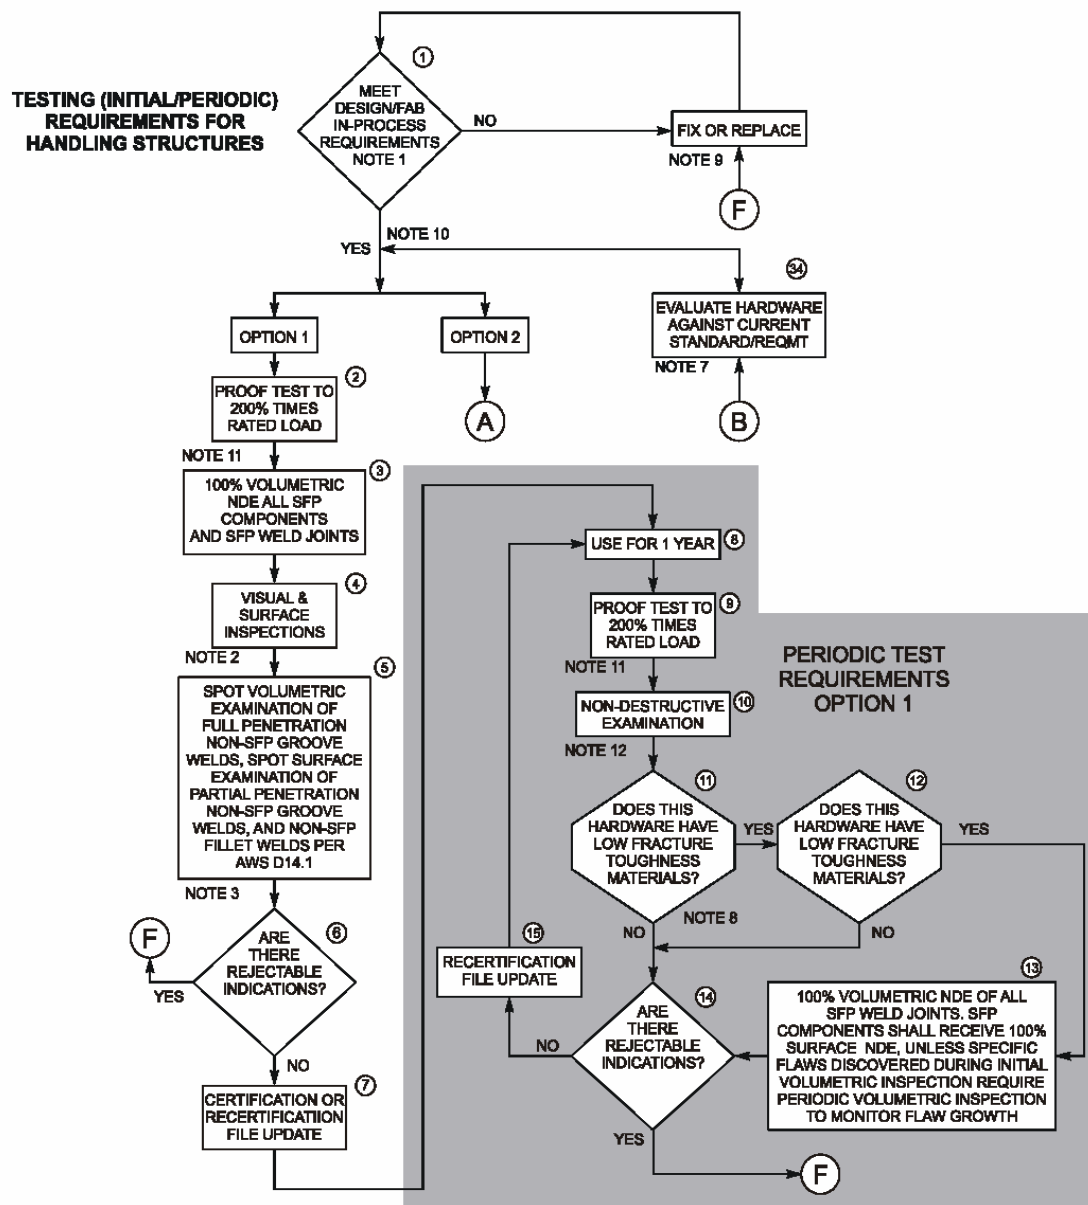 TESTING (INITIAL/PERIODIC)
REQUIREMENTS FOR
HANDLING STRUCTURES
1
MEET
DESIGN/FAB
IN-PROCESS
REQUIREMENTS
NOTE 1
NO
FIX OR REPLACE
NOTE 9
F
NOTE 10
YES
34
EVALUATE HARDWARE
AGAINST CURRENT
STANDARD/REQMT
NOTE 7
B
OPTION 1
OPTION 2
A
2
PROOF TEST TO
200% TIMES
RATED LOAD
NOTE 11
3
100% VOLUMETRIC
NDE ALL SFP
COMPONENTS
AND SFP WELD JOINTS
4
VISUAL &
SURFACE
INSPECTIONS
NOTE 2
5
SPOT VOLUMETRIC
EXAMINATION OF
FULL PENETRATION
NON-SFP GROOVE
WELDS, SPOT SURFACE
EXAMINATION OF
PARTIAL PENETRATION
NON-SFP GROOVE
WELDS, AND NON-SFP
FILLET WELDS PER
AWS D14.1
NOTE 3
6
ARE
THERE
REJECTABLE
INDICATIONS?
F
YES
NO
7
CERTIFICATION OR
RECERTIFICATION
FILE UPDATE
PERIODIC TEST
REQUIREMENTS
OPTION 1
USE FOR 1 YEAR
8
9
PROOF TEST TO
200% TIMES
RATED LOAD
NOTE 11
NON-DESTRUCTIVE
EXAMINATION
10
NOTE 12
11
DOES THIS
HARDWARE HAVE
LOW FRACTURE
TOUGHNESS
MATERIALS?
YES
NOTE 8
NO
12
DOES THIS
HARDWARE HAVE
LOW FRACTURE
TOUGHNESS
MATERIALS?
YES
NO
13
100% VOLUMETRIC NDE OF ALL
SFP WELD JOINTS. SFP
COMPONENTS SHALL RECEIVE 100%
SURFACE NDE, UNLESS SPECIFIC
FLAWS DISCOVERED DURING INITIAL
VOLUMETRIC INSPECTION REQUIRE
PERIODIC VOLUMETRIC INSPECTION
TO MONITOR FLAW GROWTH
14
ARE
THERE
REJECTABLE
INDICATIONS?
NO
YES
F
15
RECERTIFICATION
FILE UPDATE